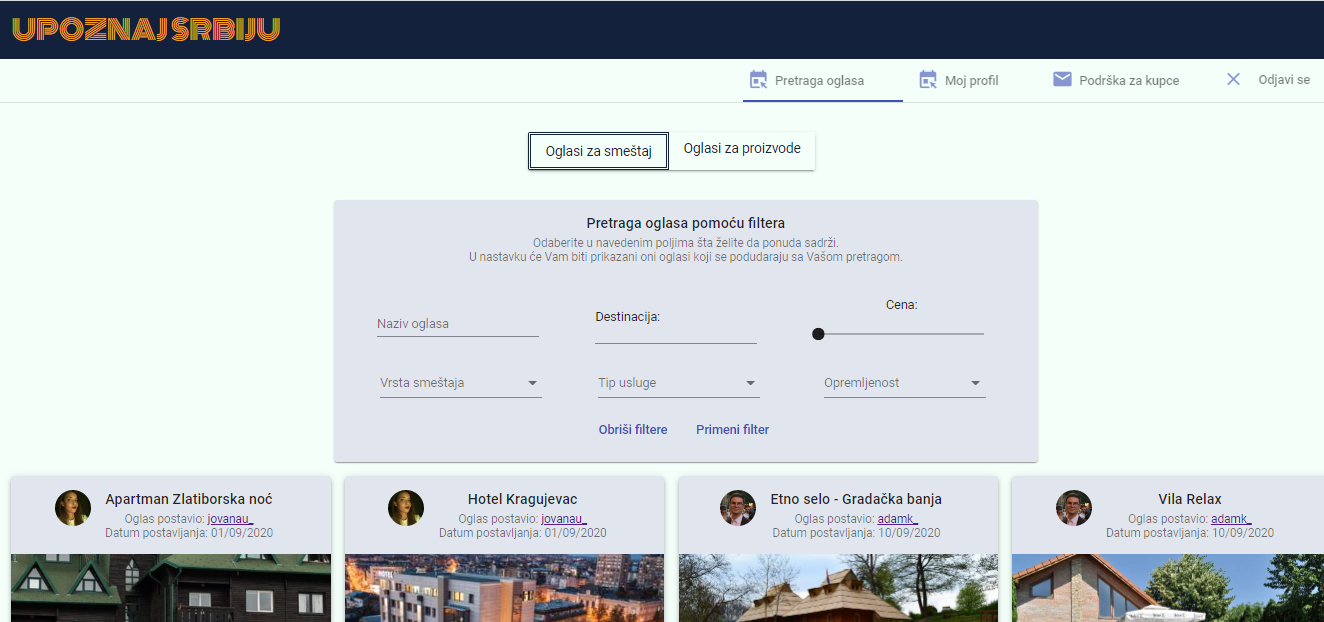 UPOZNAJ SRBIJU
Pretraga oglasa
Moj profil
Podrška za kupce
Odjavi se
Oglasi za smeštaj
Oglasi za proizvode
Pretraga oglasa pomoću filtera
Odaberite u navedenim poljima šta želite da ponuda sadrži.
U nastavku će Vam biti prikazani oni oglasi koji se podudaraju sa Vašom pretragom.
Naziv oglasa
Destinacija:
Cena:
Vrsta smeštaja
Tip usluge
Opremljenost
Obriši filtere
Primeni filter
Apartman Zlatiborska noć
Oglas postavio: jovanau_
Datum postavljanja: 01/09/2020
Hotel Kragujevac
Oglas postavio: jovanau_
Datum postavljanja: 01/09/2020
HOTEL
Etno selo - Gradačka banja
Oglas postavio: adamk_
Datum postavljanja: 10/09/2020
Vila Relax
Oglas postavio: adamk_
Datum postavljanja: 10/09/2020